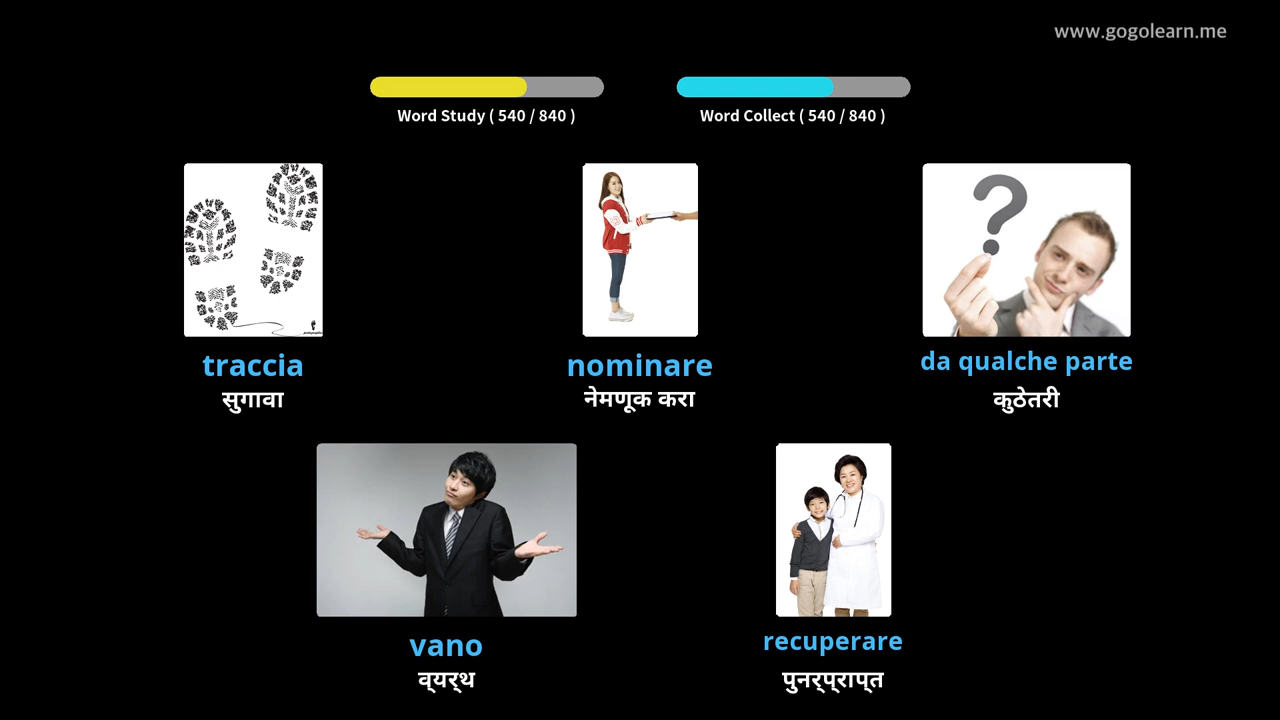 www.gogolearn.me
Word Study ( 540 / 840 )
Word Collect ( 540 / 840 )
traccia
सुगावा
nominare
नेमणूक करा
da qualche parte
कुठेतरी
vano
व्यर्थ
recuperare
पुनर्प्राप्त